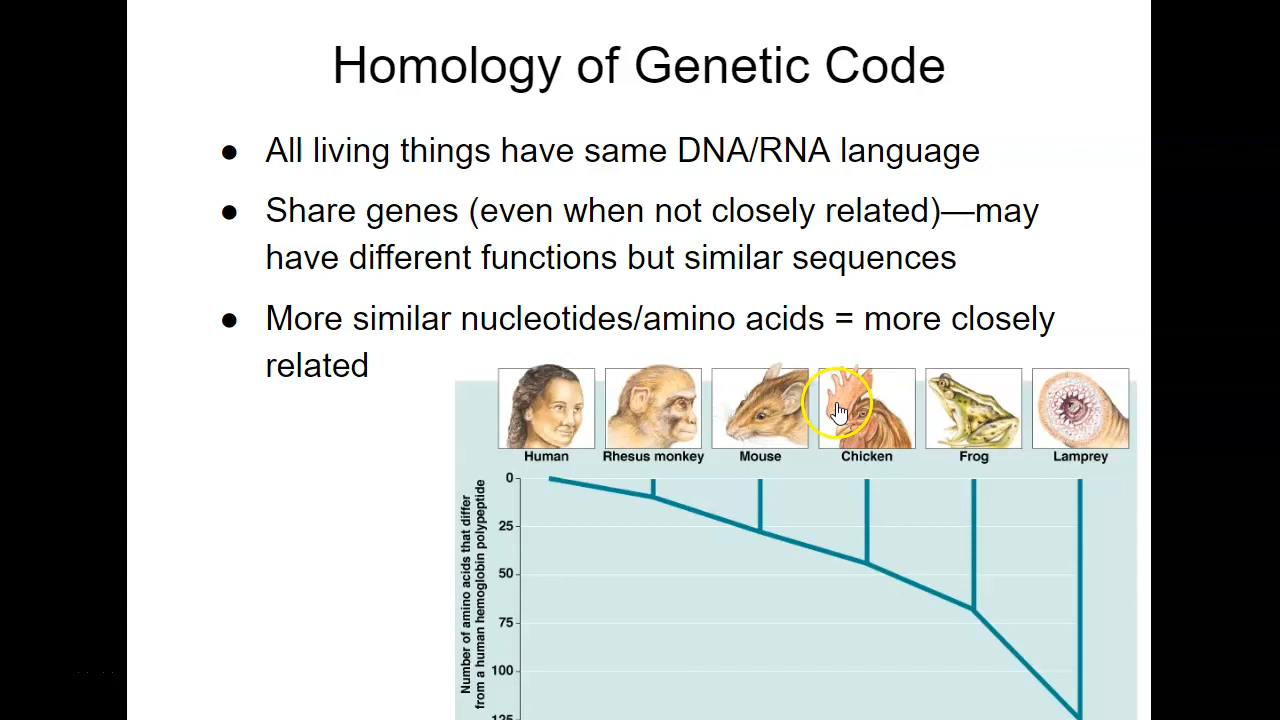 Homology of Genetic Code
● All living things have same DNA/RNA language
● Share genes (even when not closely related)—may
have different functions but similar sequences
● More similar nucleotides/amino acids = more closely
related
Human Rhesus monkey Mouse Chicken Frog Lamprey
Number of amino acids that differ
from a human hemoglobin polypeptide
0
25
50
75
100
125